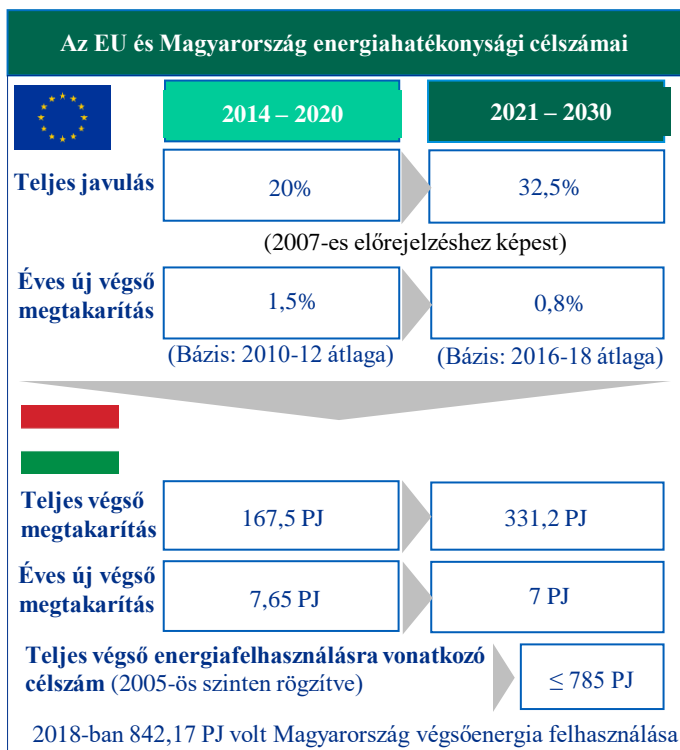 Az EU és Magyarország energiahatékonysági célszámai
2014 – 2020
2021 – 2030
Teljes javulás
20%
32,5%
(2007-es előrejelzéshez képest)
Éves új végső
megtakarítás
1,5%
0,8%
(Bázis: 2010-12 átlaga)
(Bázis: 2016-18 átlaga)
Teljes végső
megtakarítás
167,5 PJ
331,2 PJ
Éves új végső
megtakarítás
7,65 PJ
7 PJ
Teljes végső energiafelhasználásra vonatkozó
célszám (2005-ös szinten rögzítve)
≤ 785 PJ
2018-ban 842,17 PJ volt Magyarország végsőenergia felhasználása